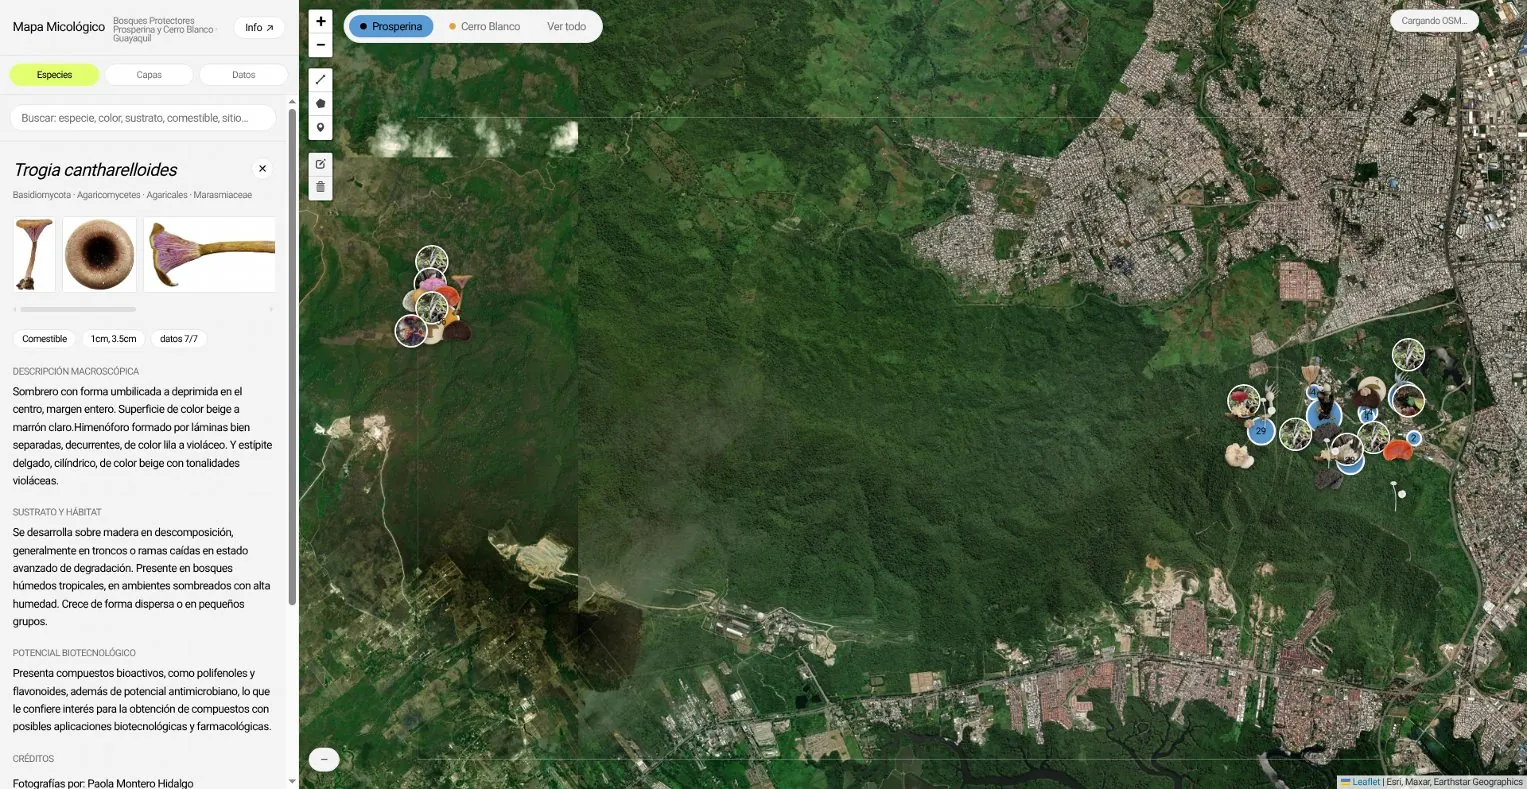 Mapa Micológico
Bosques Protectores
Prosperina y Cerro Blanco ·
Guayaquil
Info ↗
Especies
Capas
Datos
Buscar: especie, color, sustrato, comestible, sitio...
Trogia cantharelloides
×
Basidiomycota · Agaricomycetes · Agaricales · Marasmiaceae
Comestible
1cm, 3.5cm
datos 7/7
DESCRIPCIÓN MACROSCÓPICA
Sombrero con forma umbilicada a deprimida en el
centro, margen entero. Superficie de color beige a
marrón claro.Himenóforo formado por láminas bien
separadas, decurrentes, de color lila a violáceo. Y estípite
delgado, cilíndrico, de color beige con tonalidades
violáceas.
SUSTRATO Y HÁBITAT
Se desarrolla sobre madera en descomposición,
generalmente en troncos o ramas caídas en estado
avanzado de degradación. Presente en bosques
húmedos tropicales, en ambientes sombreados con alta
humedad. Crece de forma dispersa o en pequeños
grupos.
POTENCIAL BIOTECNOLÓGICO
Presenta compuestos bioactivos, como polifenoles y
flavonoides, además de potencial antimicrobiano, lo que
le confiere interés para la obtención de compuestos con
posibles aplicaciones biotecnológicas y farmacológicas.
CRÉDITOS
Fotografías por: Paola Montero Hidalgo
+
−
Prosperina
Cerro Blanco
Ver todo
Cargando OSM...
29
2
−
Leaflet | Esri, Maxar, Earthstar Geographics